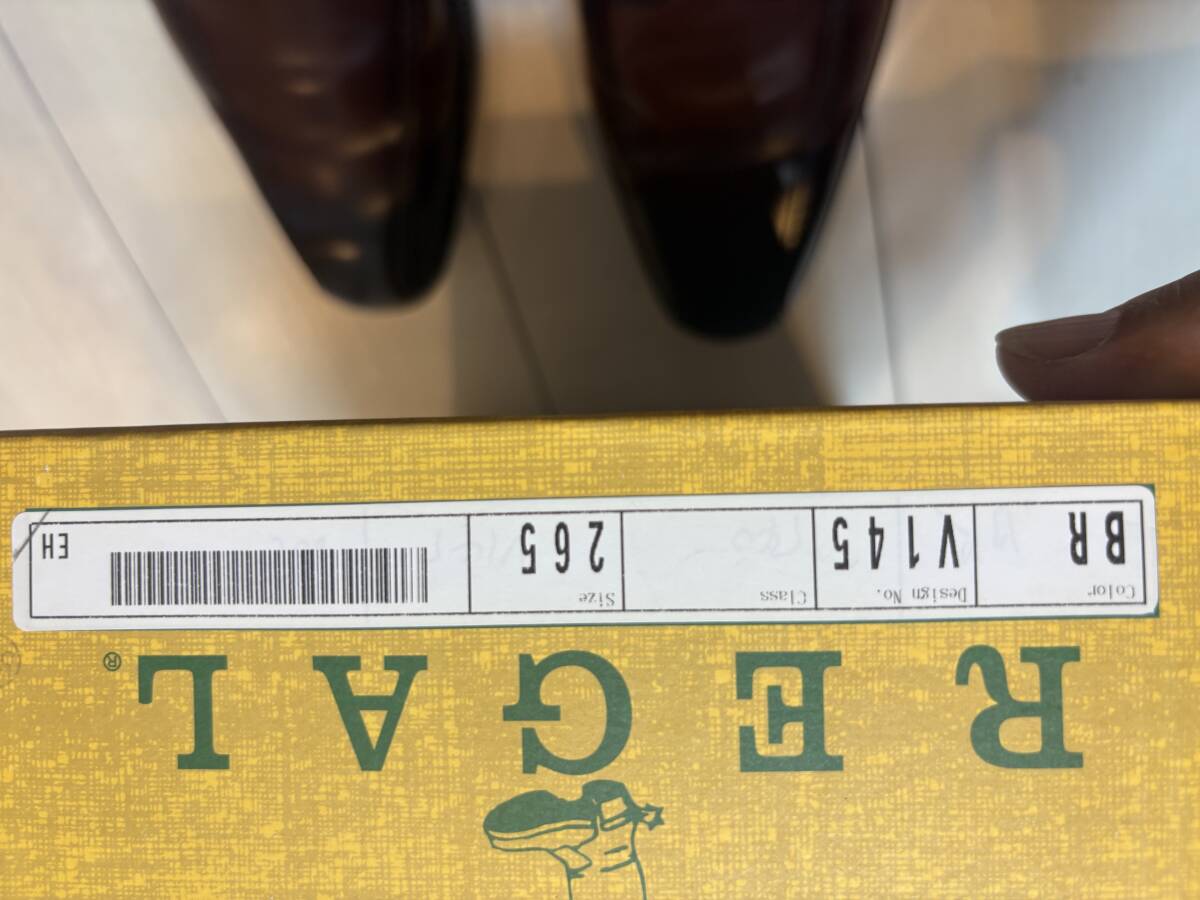 REGAL®
Color Design No. Class Size
BR V145 265 EH